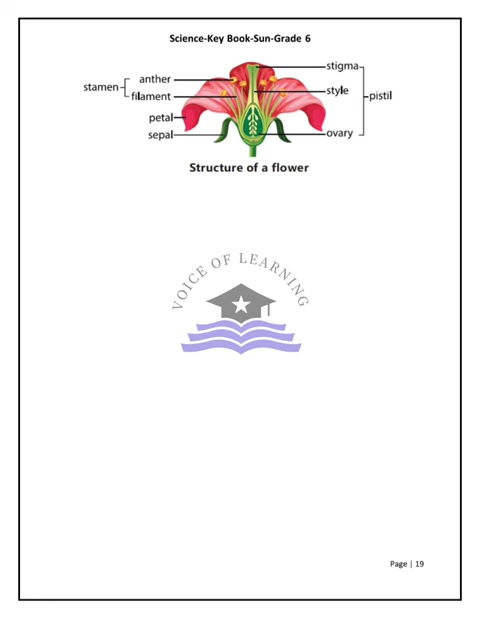 Science-Key Book-Sun-Grade 6
stigma
anther
stamen
style
filament
pistil
petal
sepal
ovary
Structure of a flower
VOICE OF LEARNING
Page | 19